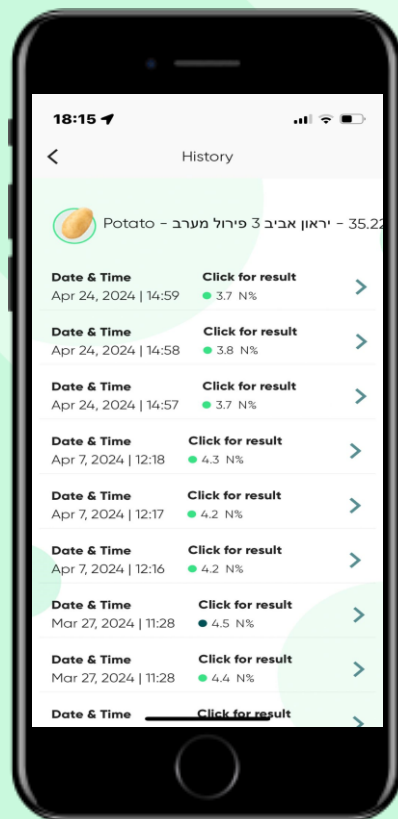 18:15
History
Potato - יראון אביב 3 פירול מערב - 35.22
Date & Time Click for result
Apr 24, 2024 | 14:59 3.7 N%
Date & Time Click for result
Apr 24, 2024 | 14:58 3.8 N%
Date & Time Click for result
Apr 24, 2024 | 14:57 3.7 N%
Date & Time Click for result
Apr 7, 2024 | 12:18 4.3 N%
Date & Time Click for result
Apr 7, 2024 | 12:17 4.2 N%
Date & Time Click for result
Apr 7, 2024 | 12:16 4.2 N%
Date & Time Click for result
Mar 27, 2024 | 11:28 4.5 N%
Date & Time Click for result
Mar 27, 2024 | 11:28 4.4 N%
Date & Time Click for result